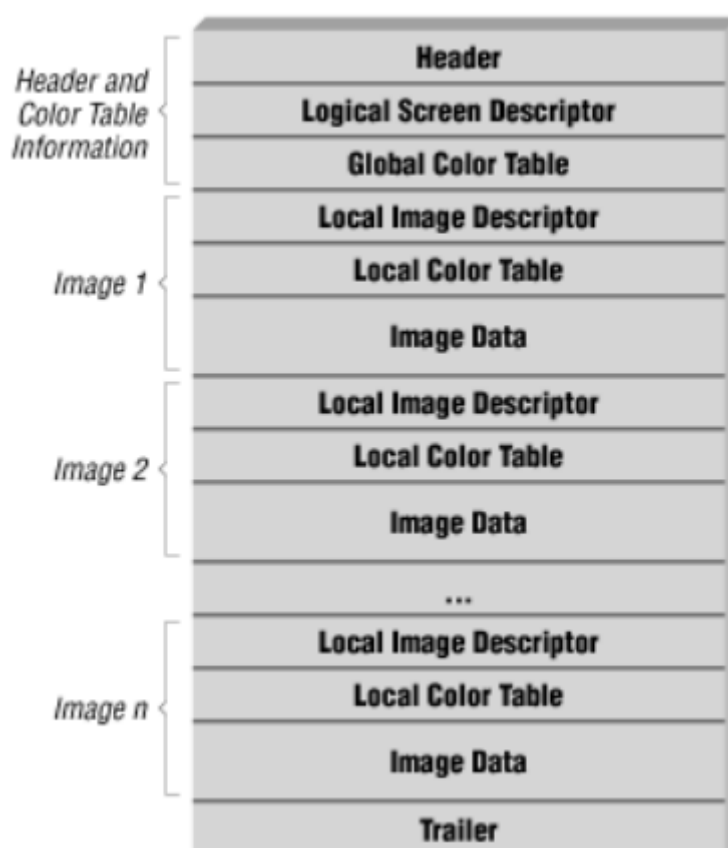 Header and
Color Table
Information
Header
Logical Screen Descriptor
Global Color Table
Image 1
Local Image Descriptor
Local Color Table
Image Data
Image 2
Local Image Descriptor
Local Color Table
Image Data
...
Image n
Local Image Descriptor
Local Color Table
Image Data
Trailer